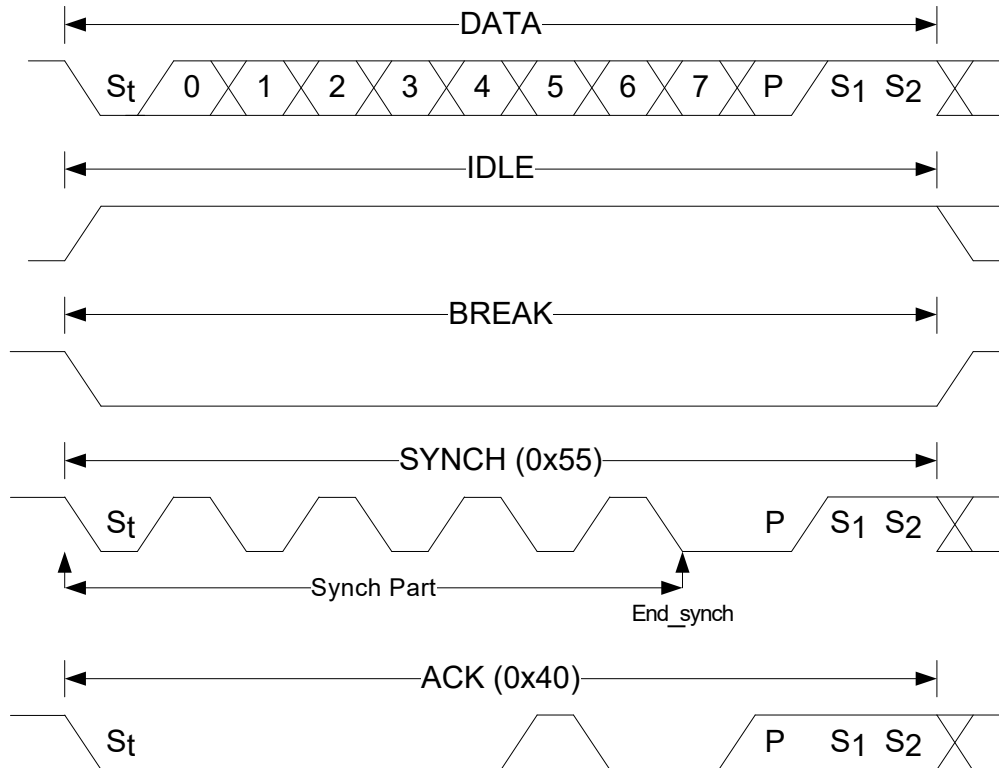 DATA
St 0 1 2 3 4 5 6 7 P S1 S2
IDLE
BREAK
SYNCH (0x55)
St P S1 S2
Synch Part
End_synch
ACK (0x40)
St P S1 S2